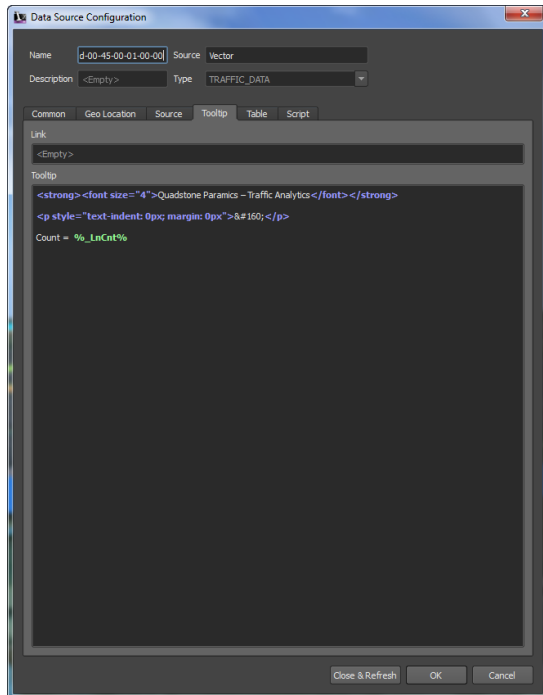 Data Source Configuration
Name d-00-45-00-01-00-00 Source Vector
Description <Empty> Type TRAFFIC_DATA
Common Geo Location Source Tooltip Table Script
Link
<Empty>
Tooltip
<strong><font size="4">Quadstone Paramics – Traffic Analytics</font></strong>
<p style="text-indent: 0px; margin: 0px">&#160;</p>
Count = %_LnCnt%
Close & Refresh OK Cancel